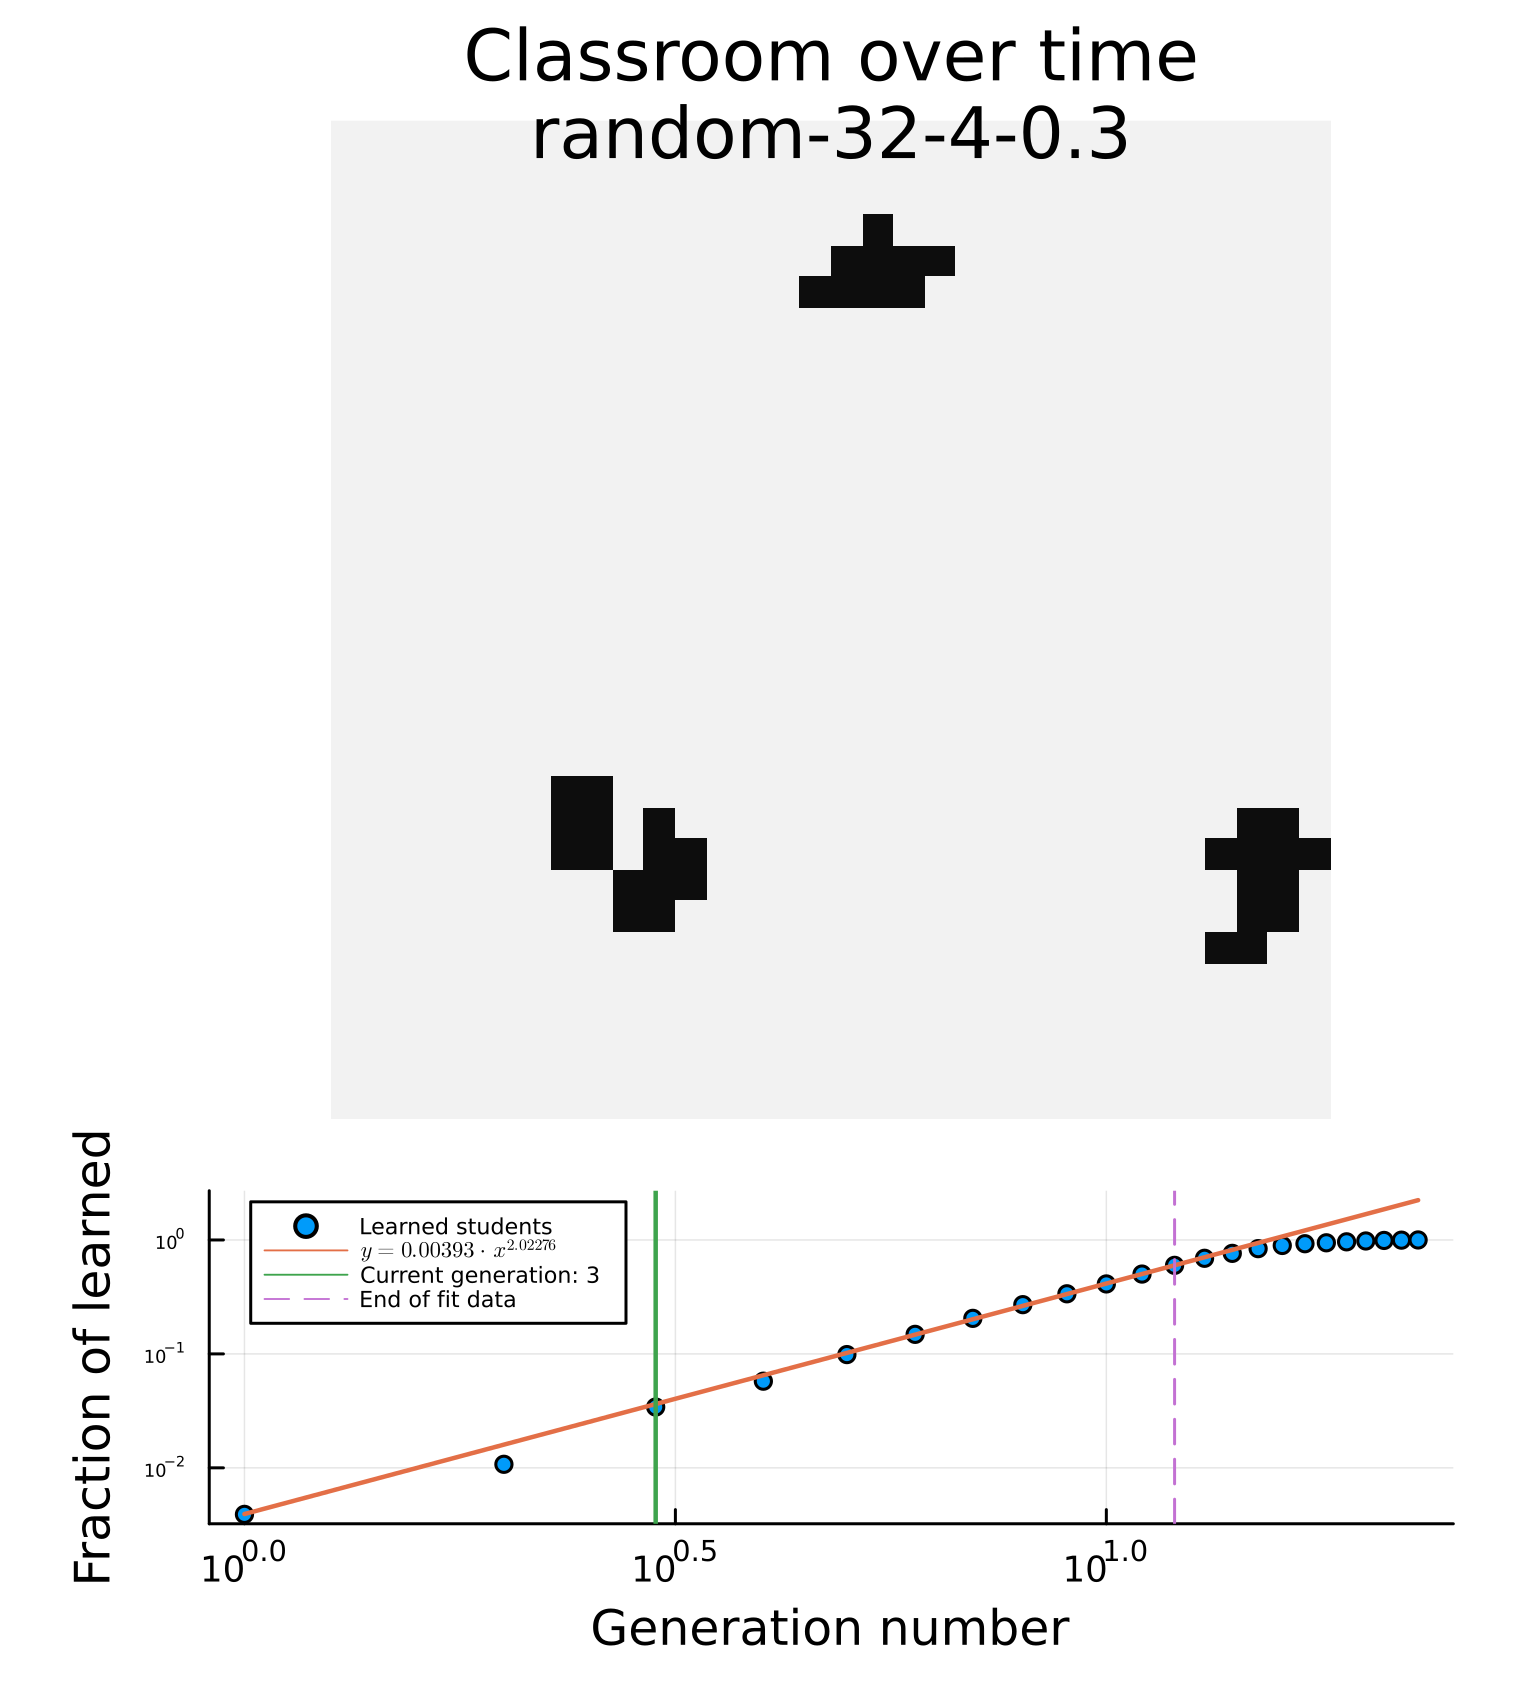 Classroom over time
random-32-4-0.3
Fraction of learned
Learned students
y = 0.00393 · x^2.02276
Current generation: 3
End of fit data
10^0
10^−1
10^−2
10^0.0 10^0.5 10^1.0
Generation number